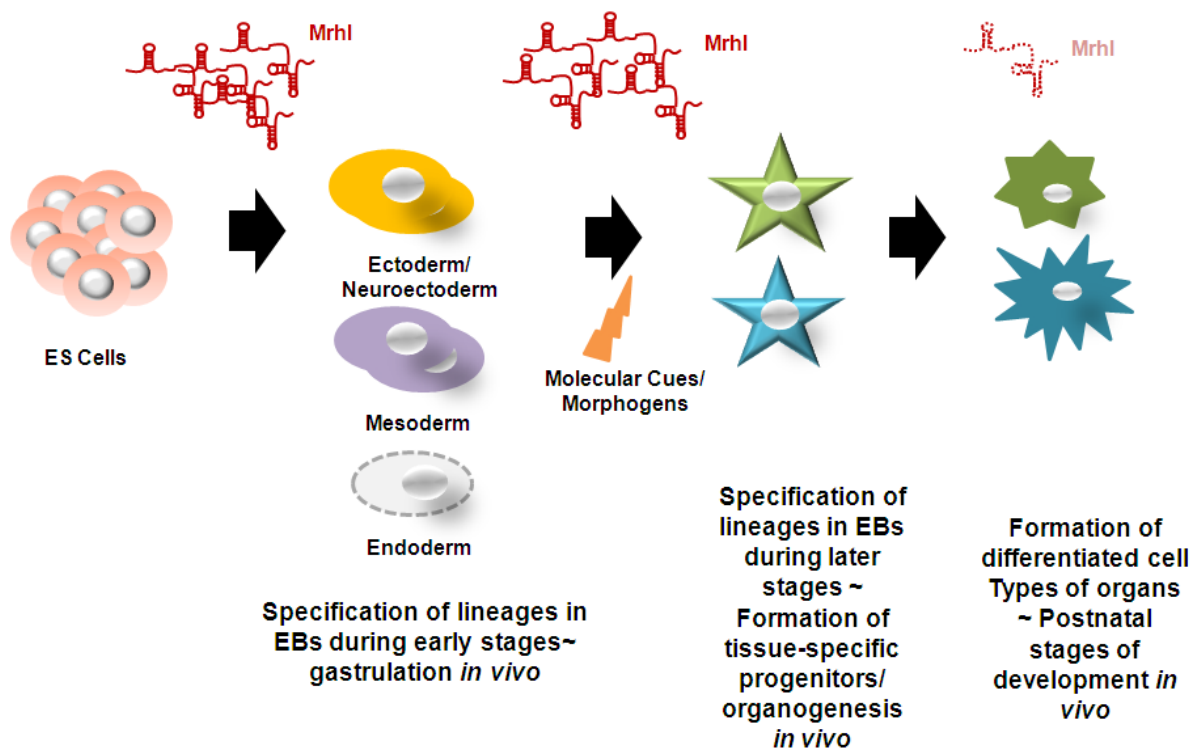 Mrhl
Mrhl
Mrhl
ES Cells
Ectoderm/
Neuroectoderm
Mesoderm
Endoderm
Molecular Cues/
Morphogens
Specification of lineages in
EBs during early stages~
gastrulation in vivo
Specification of
lineages in EBs
during later
stages ~
Formation of
tissue-specific
progenitors/
organogenesis
in vivo
Formation of
differentiated cell
Types of organs
~ Postnatal
stages of
development in
vivo